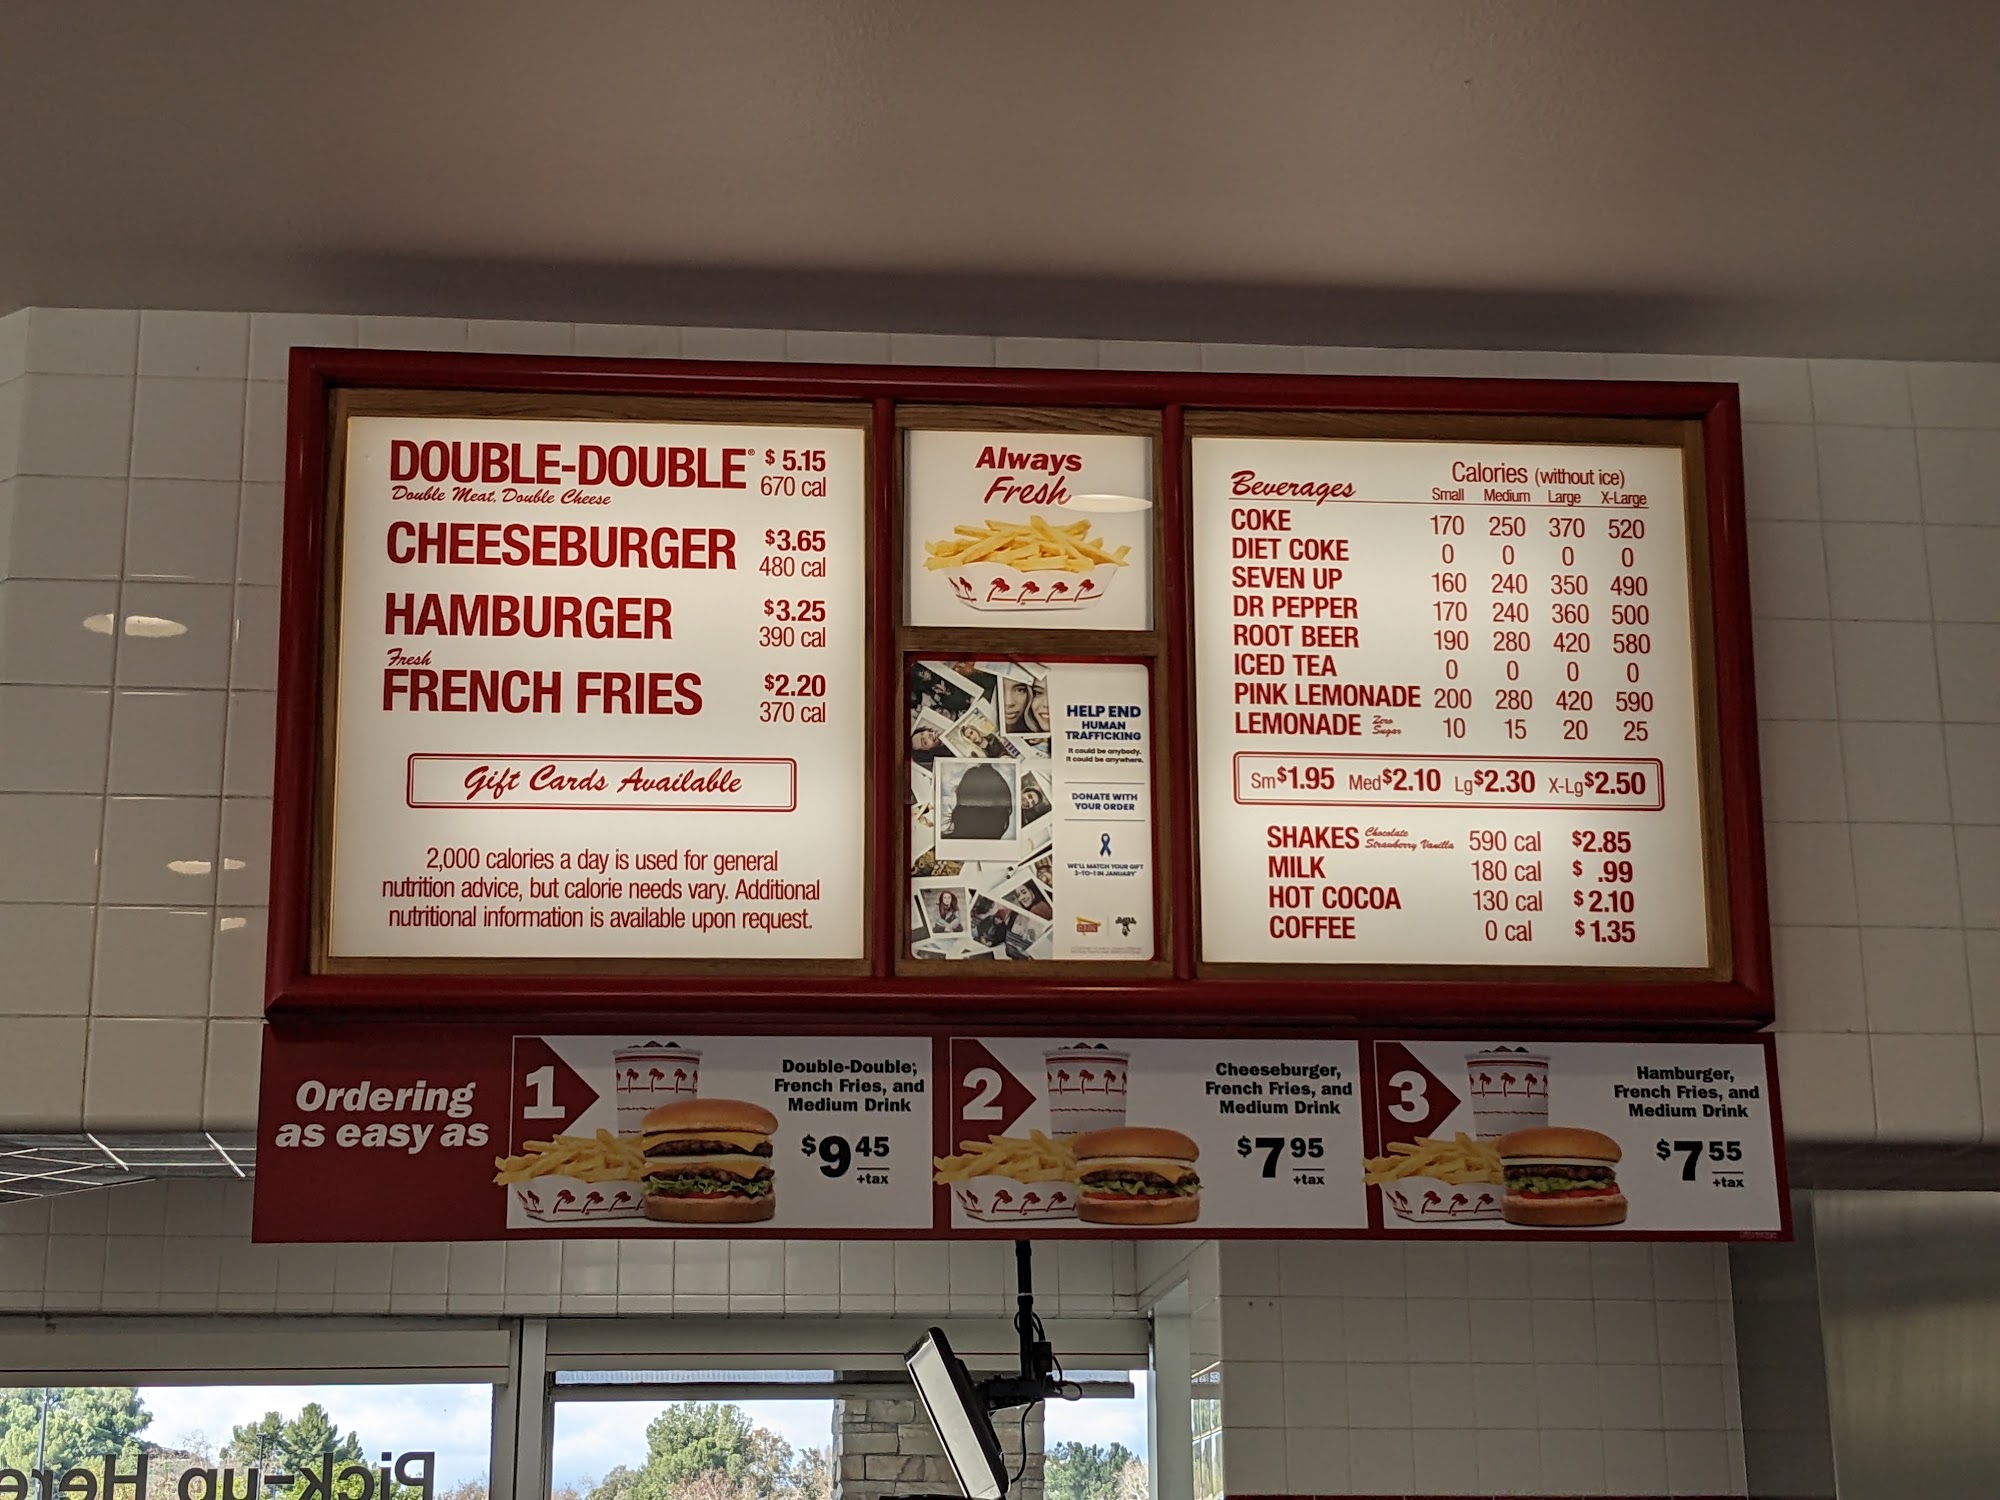 DOUBLE-DOUBLE® $ 5.15
Double Meat, Double Cheese 670 cal
CHEESEBURGER $3.65
480 cal
HAMBURGER $3.25
390 cal
Fresh
FRENCH FRIES $2.20
370 cal
Gift Cards Available
2,000 calories a day is used for general
nutrition advice, but calorie needs vary. Additional
nutritional information is available upon request.
Always
Fresh
HELP END
HUMAN
TRAFFICKING
It could be anybody.
It could be anywhere.
DONATE WITH
YOUR ORDER
WE'LL MATCH YOUR GIFT
3-TO-1 IN JANUARY*
Beverages Calories (without ice)
Small Medium Large X-Large
COKE 170 250 370 520
DIET COKE 0 0 0 0
SEVEN UP 160 240 350 490
DR PEPPER 170 240 360 500
ROOT BEER 190 280 420 580
ICED TEA 0 0 0 0
PINK LEMONADE 200 280 420 590
LEMONADE Zero Sugar 10 15 20 25
Sm $1.95 Med $2.10 Lg $2.30 X-Lg $2.50
SHAKES Chocolate Strawberry Vanilla 590 cal $2.85
MILK 180 cal $ .99
HOT COCOA 130 cal $ 2.10
COFFEE 0 cal $ 1.35
Ordering
as easy as
1
Double-Double,
French Fries, and
Medium Drink
$9 45
+tax
2
Cheeseburger,
French Fries, and
Medium Drink
$7 95
+tax
3
Hamburger,
French Fries, and
Medium Drink
$7 55
+tax
Pick-up Here